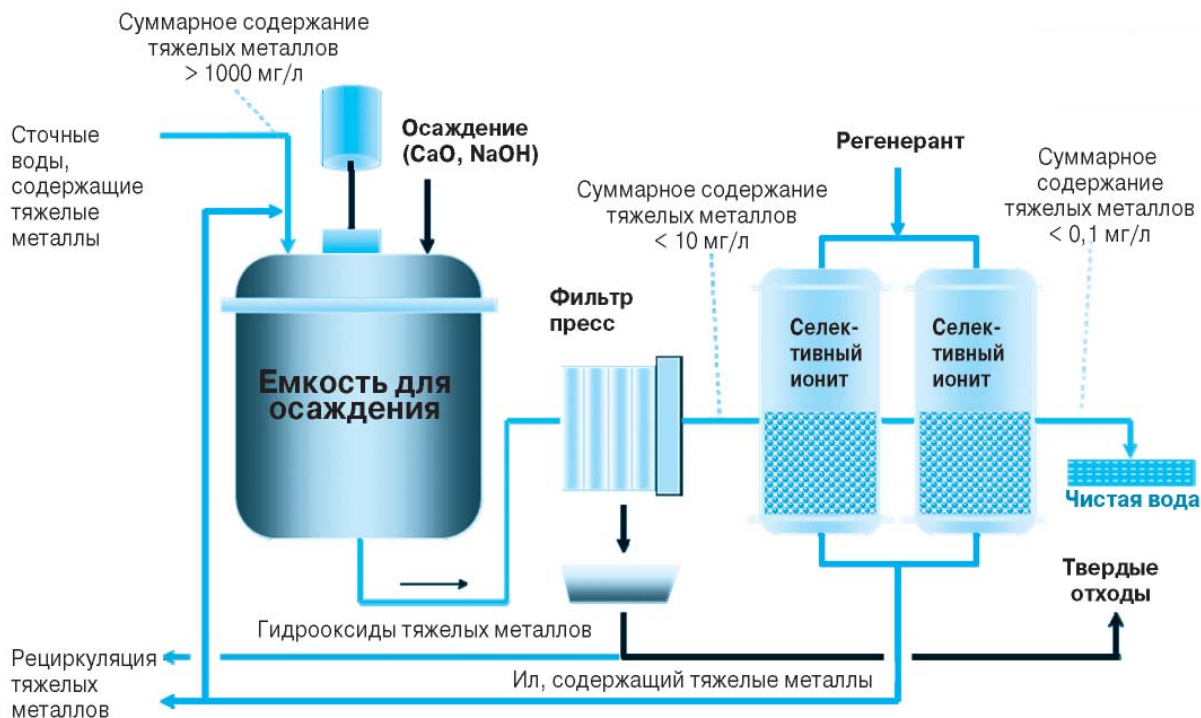 Суммарное содержание
тяжелых металлов
> 1000 мг/л
Сточные
воды,
содержащие
тяжелые
металлы
Осаждение
(CaO, NaOH)
Емкость для
осаждения
Фильтр
пресс
Суммарное содержание
тяжелых металлов
< 10 мг/л
Регенерант
Селек-
тивный
ионит
Селек-
тивный
ионит
Суммарное
содержание
тяжелых металлов
< 0,1 мг/л
Чистая вода
Твердые
отходы
Гидрооксиды тяжелых металлов
Рециркуляция
тяжелых
металлов
Ил, содержащий тяжелые металлы